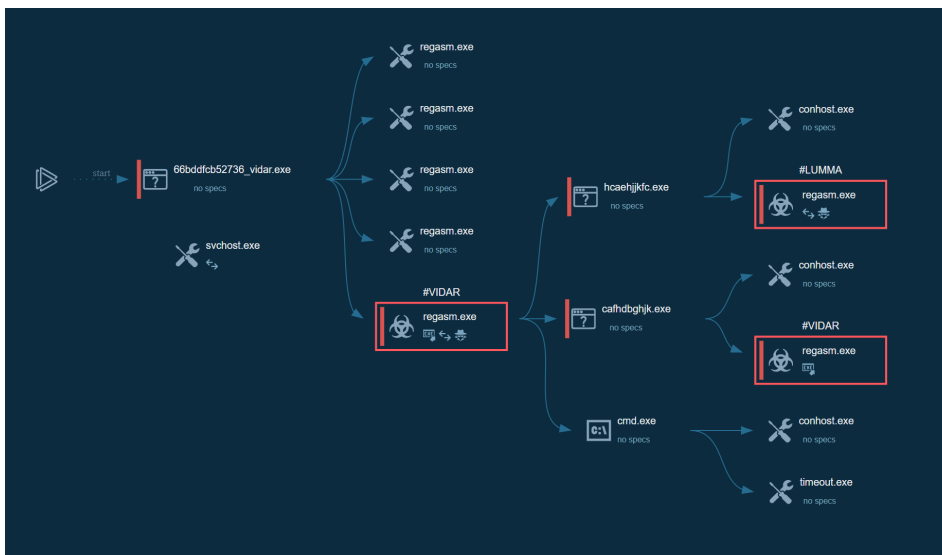 start
66bddfcb52736_vidar.exe
no specs
svchost.exe
regasm.exe
no specs
regasm.exe
no specs
regasm.exe
no specs
regasm.exe
no specs
#VIDAR
regasm.exe
EXE
hcaehjjkfc.exe
no specs
cafhdbghjk.exe
no specs
C:\
cmd.exe
no specs
conhost.exe
no specs
#LUMMA
regasm.exe
conhost.exe
no specs
#VIDAR
regasm.exe
EXE
conhost.exe
no specs
timeout.exe
no specs